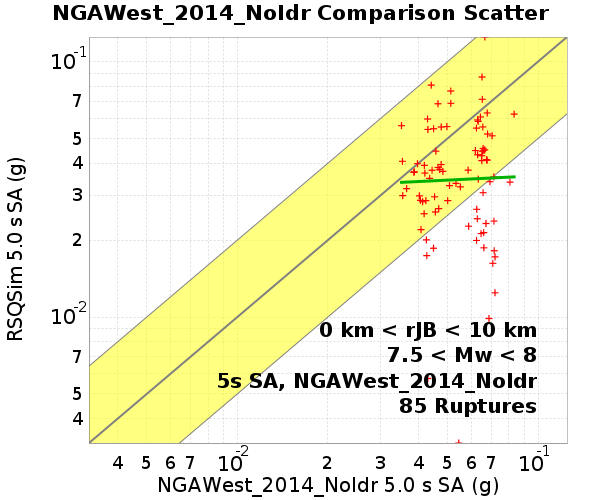 NGAWest_2014_NoIdr Comparison Scatter
RSQSim 5.0 s SA (g)
10-1
7
5
4
3
2
10-2
7
5
4
0 km < rJB < 10 km
7.5 < Mw < 8
5s SA, NGAWest_2014_NoIdr
85 Ruptures
4 5 6 7 10-2 2 3 4 5 6 7 10-1
NGAWest_2014_NoIdr 5.0 s SA (g)